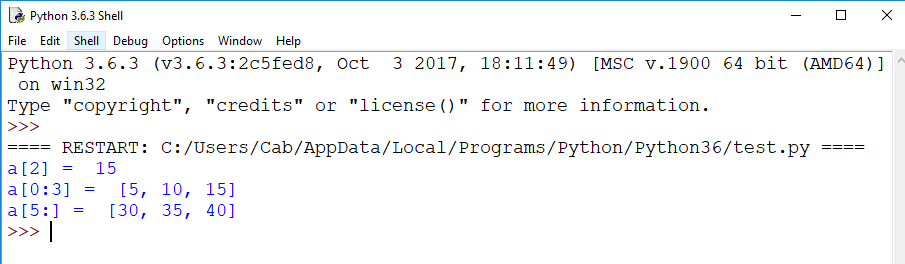 Python 3.6.3 Shell
File Edit Shell Debug Options Window Help
Python 3.6.3 (v3.6.3:2c5fed8, Oct  3 2017, 18:11:49) [MSC v.1900 64 bit (AMD64)]
 on win32
Type "copyright", "credits" or "license()" for more information.
>>>
==== RESTART: C:/Users/Cab/AppData/Local/Programs/Python/Python36/test.py ====
a[2] =  15
a[0:3] =  [5, 10, 15]
a[5:] =  [30, 35, 40]
>>>